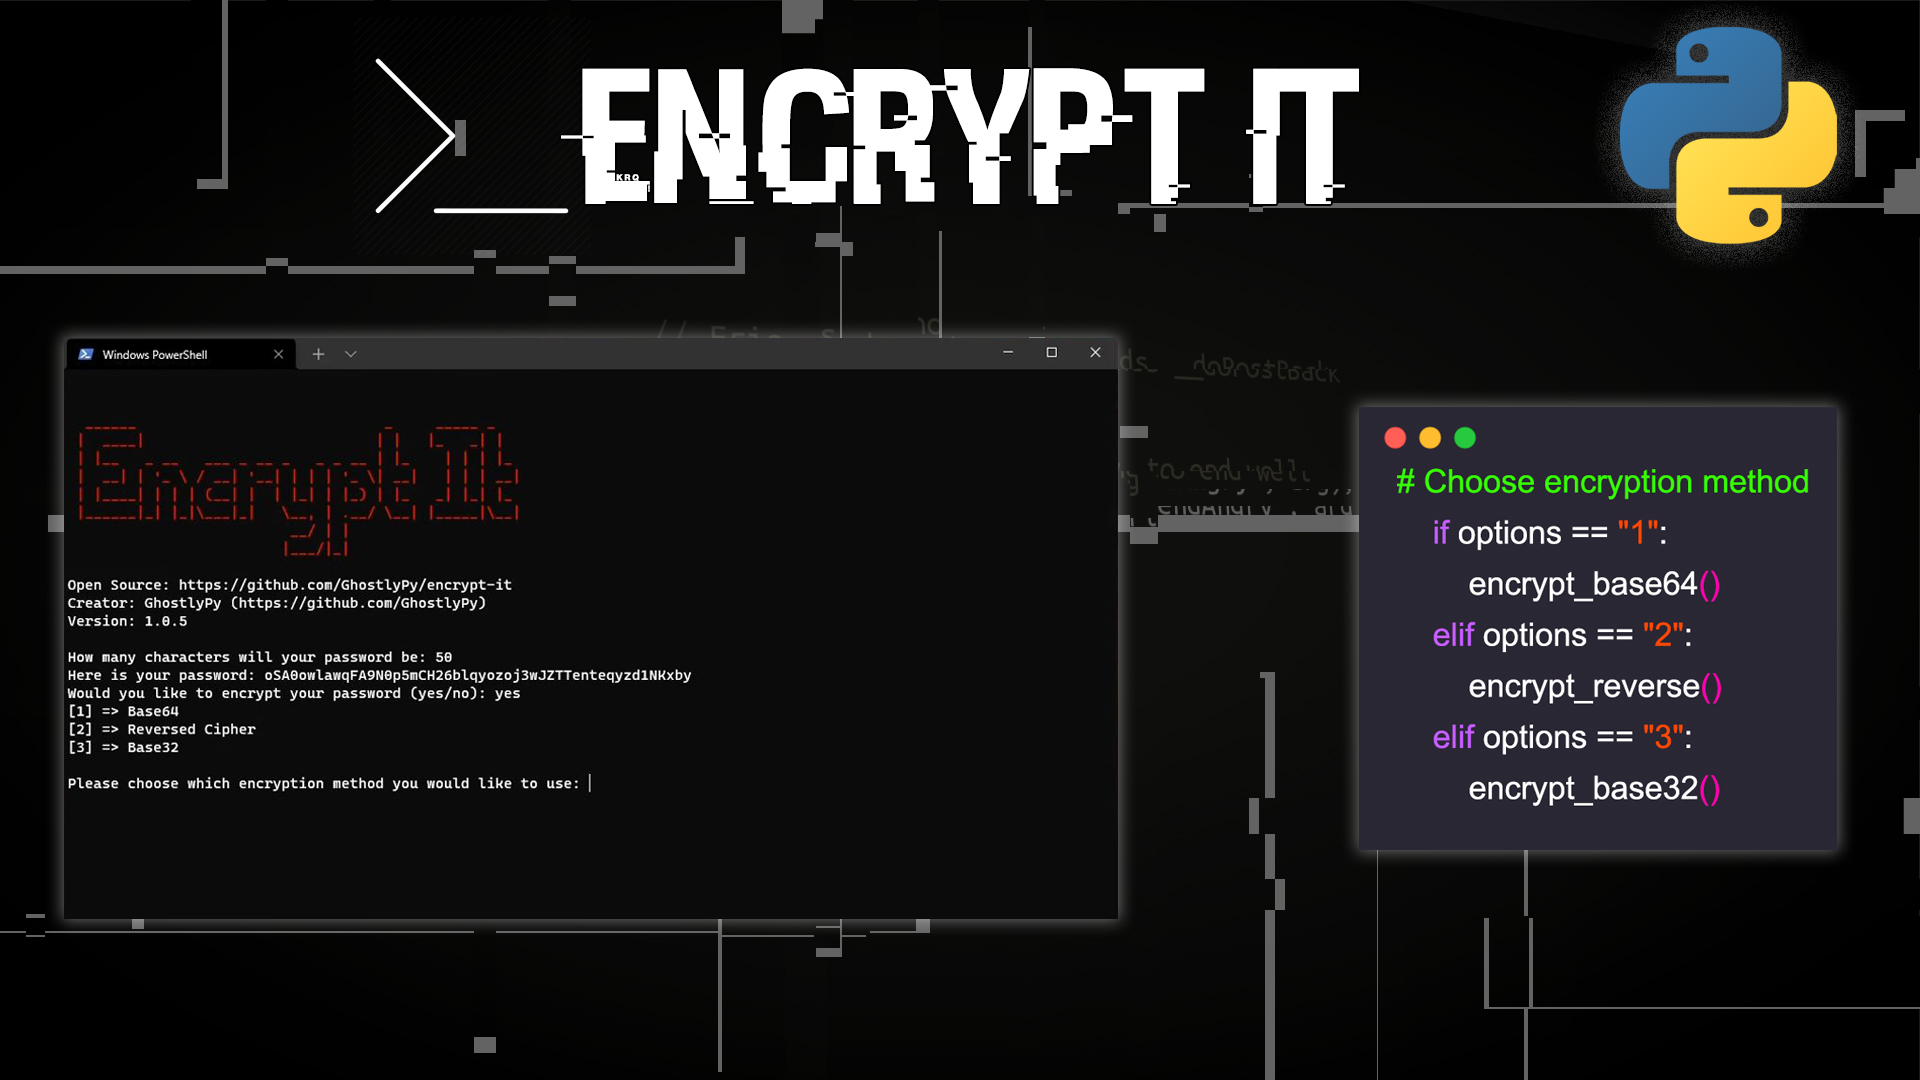 >_ ENCRYPT IT
Windows PowerShell
Encrypt It
Open Source: https://github.com/GhostlyPy/encrypt-it
Creator: GhostlyPy (https://github.com/GhostlyPy)
Version: 1.0.5
How many characters will your password be: 50
Here is your password: oSA0owlawqFA9N0p5mCH26blqyozoj3wJZTTenteqyzd1NKxby
Would you like to encrypt your password (yes/no): yes
[1] => Base64
[2] => Reversed Cipher
[3] => Base32
Please choose which encryption method you would like to use:
# Choose encryption method
if options == "1":
encrypt_base64()
elif options == "2":
encrypt_reverse()
elif options == "3":
encrypt_base32()